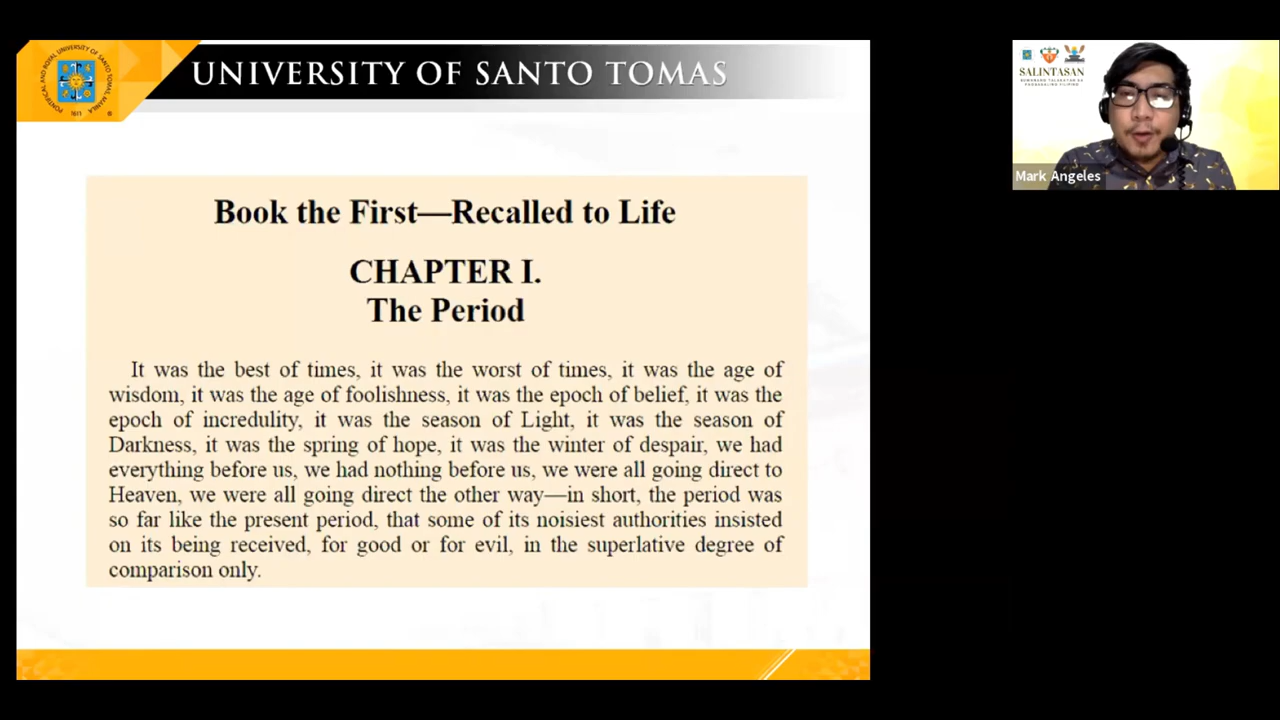 UNIVERSITY OF SANTO TOMAS
Book the First—Recalled to Life
CHAPTER I.
The Period
It was the best of times, it was the worst of times, it was the age of
wisdom, it was the age of foolishness, it was the epoch of belief, it was the
epoch of incredulity, it was the season of Light, it was the season of
Darkness, it was the spring of hope, it was the winter of despair, we had
everything before us, we had nothing before us, we were all going direct to
Heaven, we were all going direct the other way—in short, the period was
so far like the present period, that some of its noisiest authorities insisted
on its being received, for good or for evil, in the superlative degree of
comparison only.
SALINTASAN
Mark Angeles